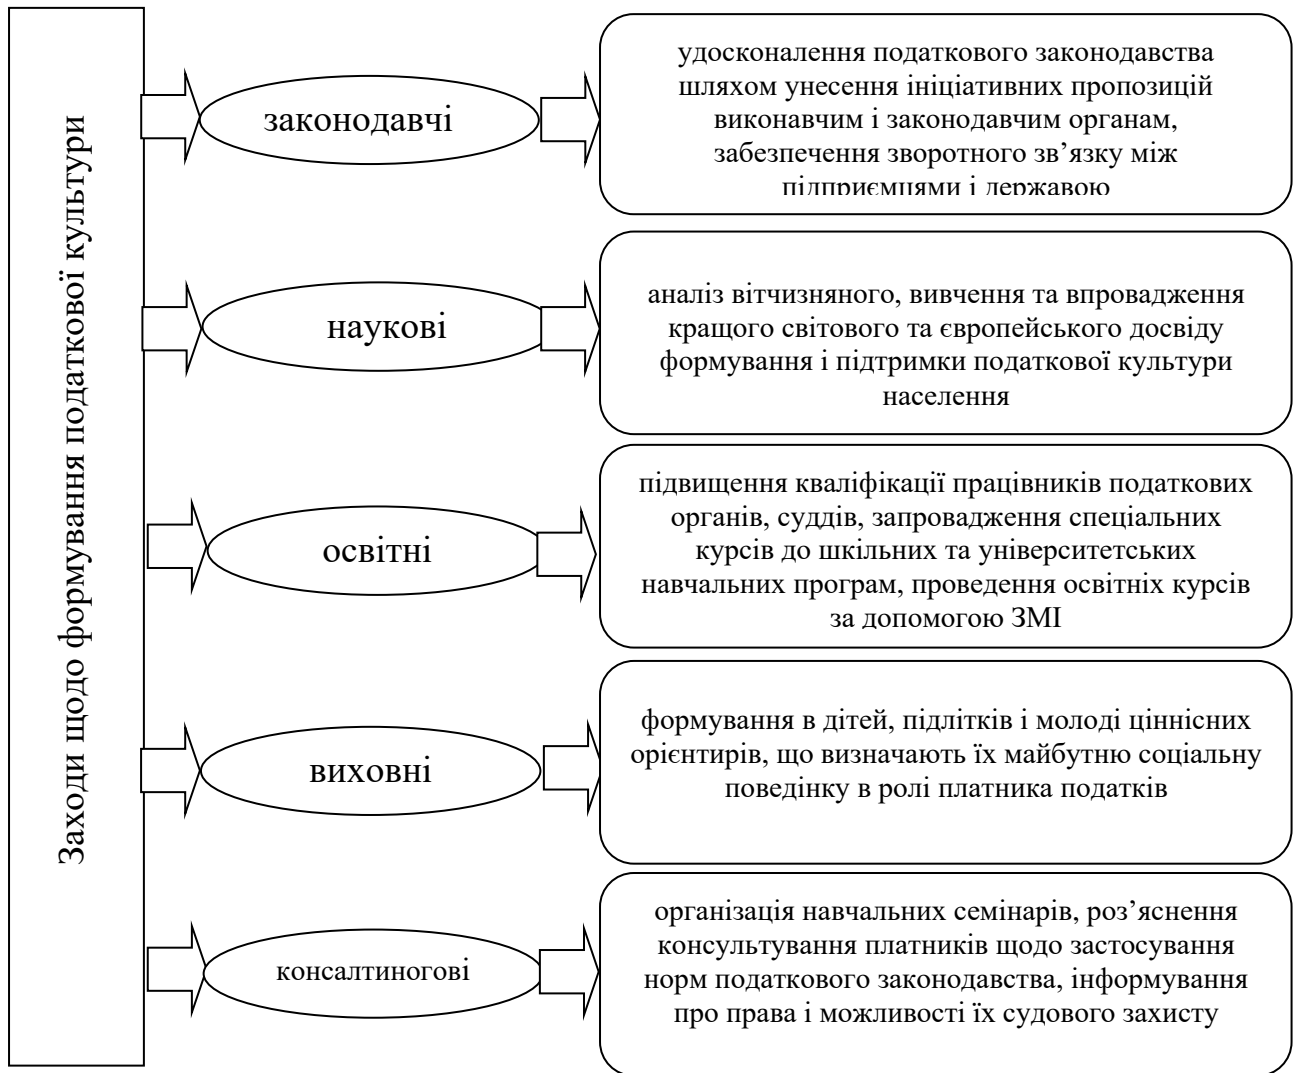 Заходи щодо формування податкової культури
законодавчі
удосконалення податкового законодавства
шляхом унесення ініціативних пропозицій
виконавчим і законодавчим органам,
забезпечення зворотного зв’язку між
підприємцями і державою
наукові
аналіз вітчизняного, вивчення та впровадження
кращого світового та європейського досвіду
формування і підтримки податкової культури
населення
освітні
підвищення кваліфікації працівників податкових
органів, суддів, запровадження спеціальних
курсів до шкільних та університетських
навчальних програм, проведення освітніх курсів
за допомогою ЗМІ
виховні
формування в дітей, підлітків і молоді ціннісних
орієнтирів, що визначають їх майбутню соціальну
поведінку в ролі платника податків
консалтиногові
організація навчальних семінарів, роз’яснення
консультування платників щодо застосування
норм податкового законодавства, інформування
про права і можливості їх судового захисту